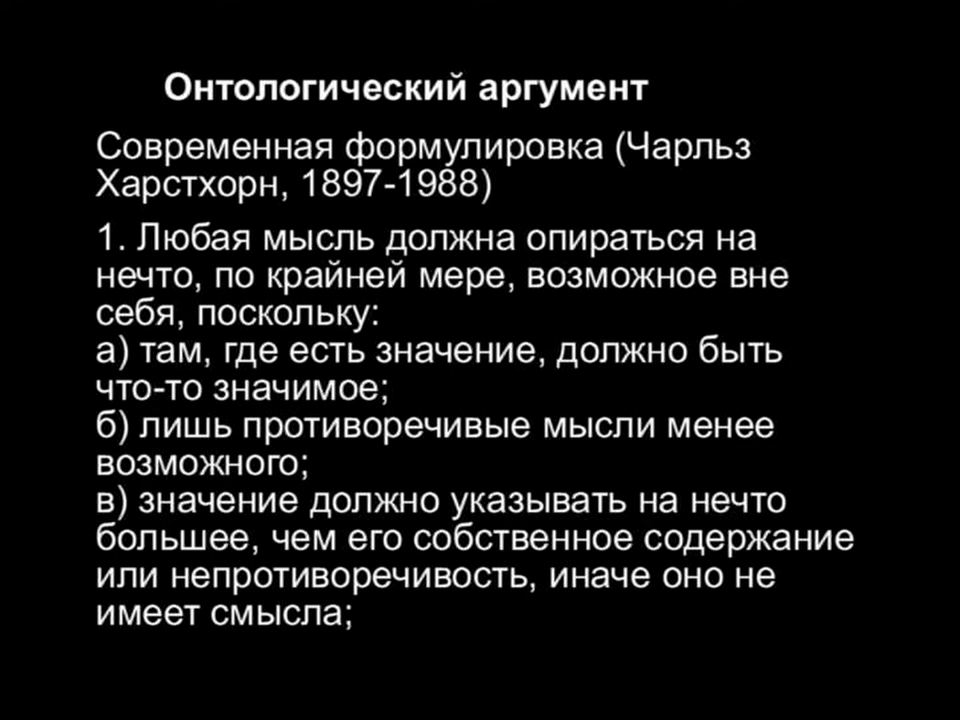 Онтологический аргумент
Современная формулировка (Чарльз
Харстхорн, 1897-1988)
1. Любая мысль должна опираться на
нечто, по крайней мере, возможное вне
себя, поскольку:
а) там, где есть значение, должно быть
что-то значимое;
б) лишь противоречивые мысли менее
возможного;
в) значение должно указывать на нечто
большее, чем его собственное содержание
или непротиворечивость, иначе оно не
имеет смысла;